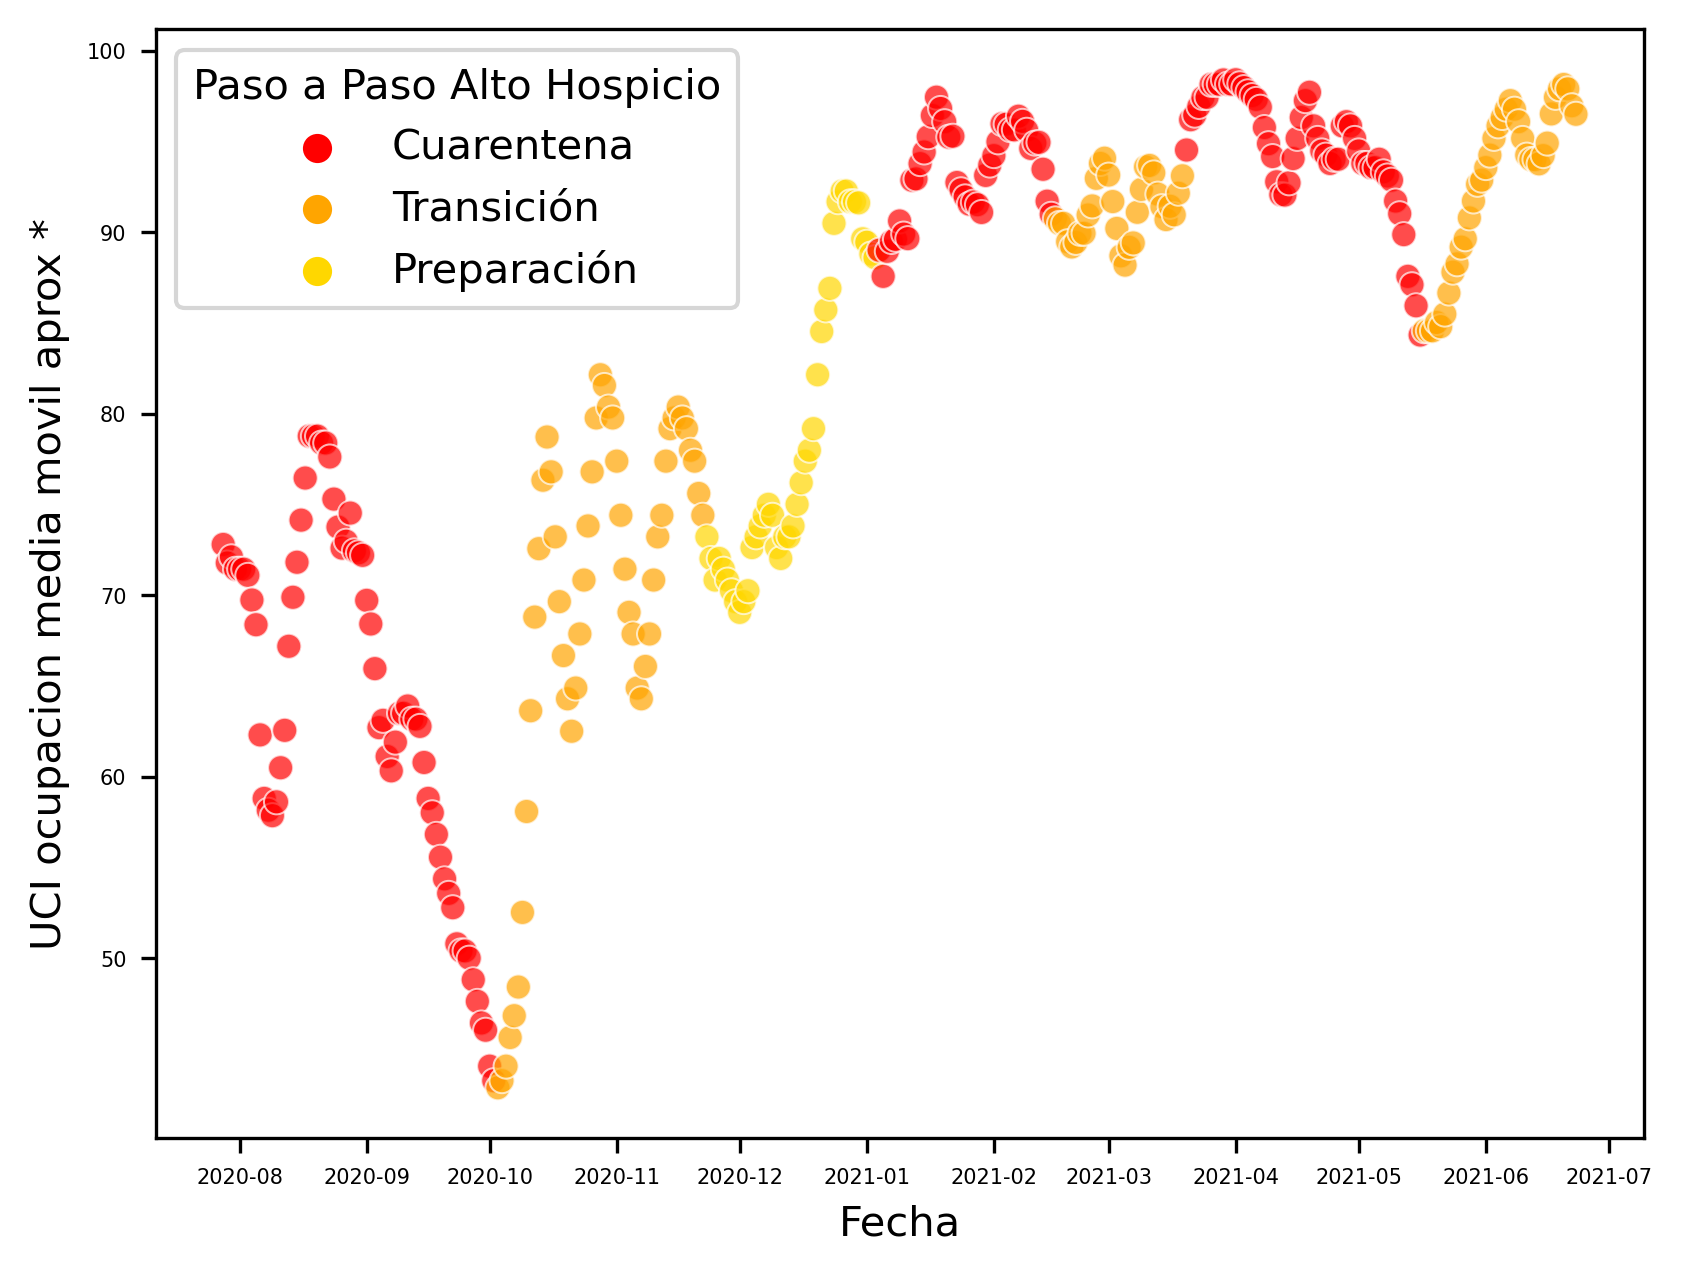 Paso a Paso Alto Hospicio
Cuarentena
Transición
Preparación
UCI ocupacion media movil aprox *
100
90
80
70
60
50
2020-08 2020-09 2020-10 2020-11 2020-12 2021-01 2021-02 2021-03 2021-04 2021-05 2021-06 2021-07
Fecha